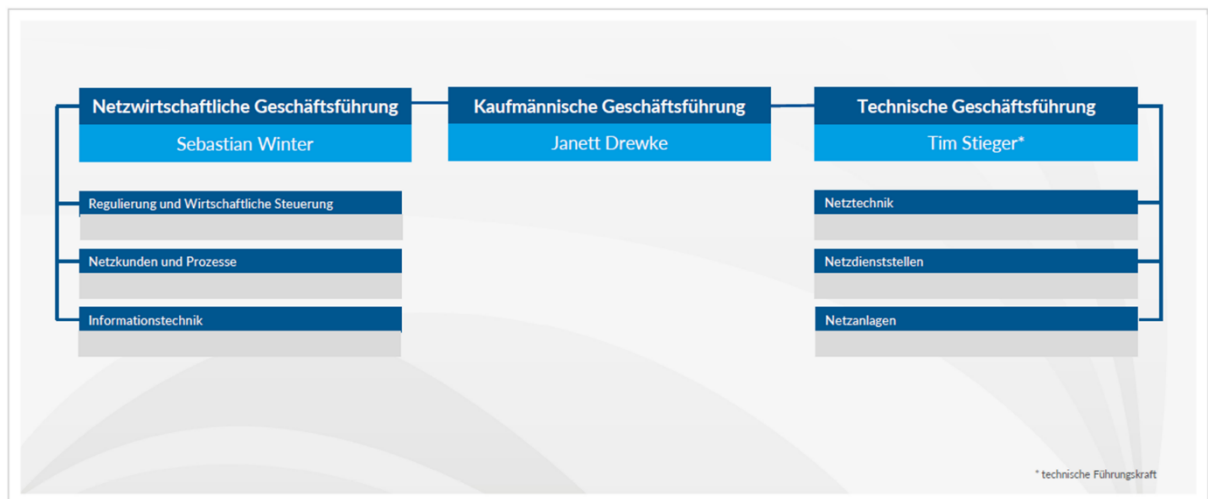 Netzwirtschaftliche Geschäftsführung
Sebastian Winter
Regulierung und Wirtschaftliche Steuerung
Netzkunden und Prozesse
Informationstechnik
Kaufmännische Geschäftsführung
Janett Drewke
Technische Geschäftsführung
Tim Stieger*
Netztechnik
Netzdienststellen
Netzanlagen
* technische Führungskraft